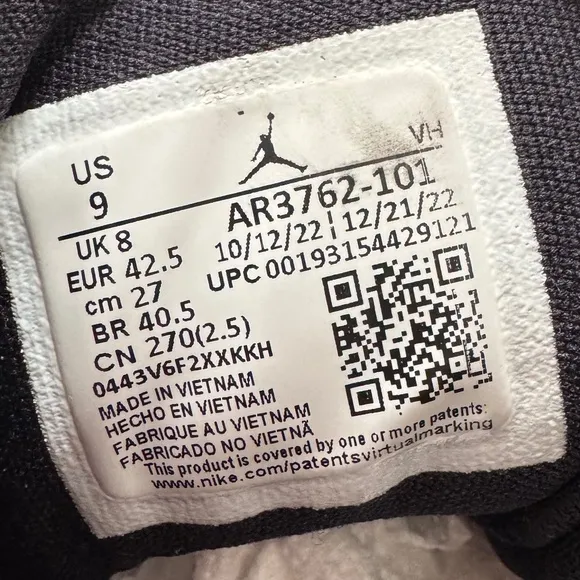 US
9
VH
AR3762-101
UK 8
10/12/22 | 12/21/22
EUR 42.5
UPC 00193154429121
cm 27
BR 40.5
CN 270(2.5)
0443V6F2XXKKH
MADE IN VIETNAM
HECHO EN VIETNAM
FABRIQUE AU VIETNAM
FABRICADO NO VIETNÃ
This product is covered by one or more patents:
www.nike.com/patentsvirtualmarking